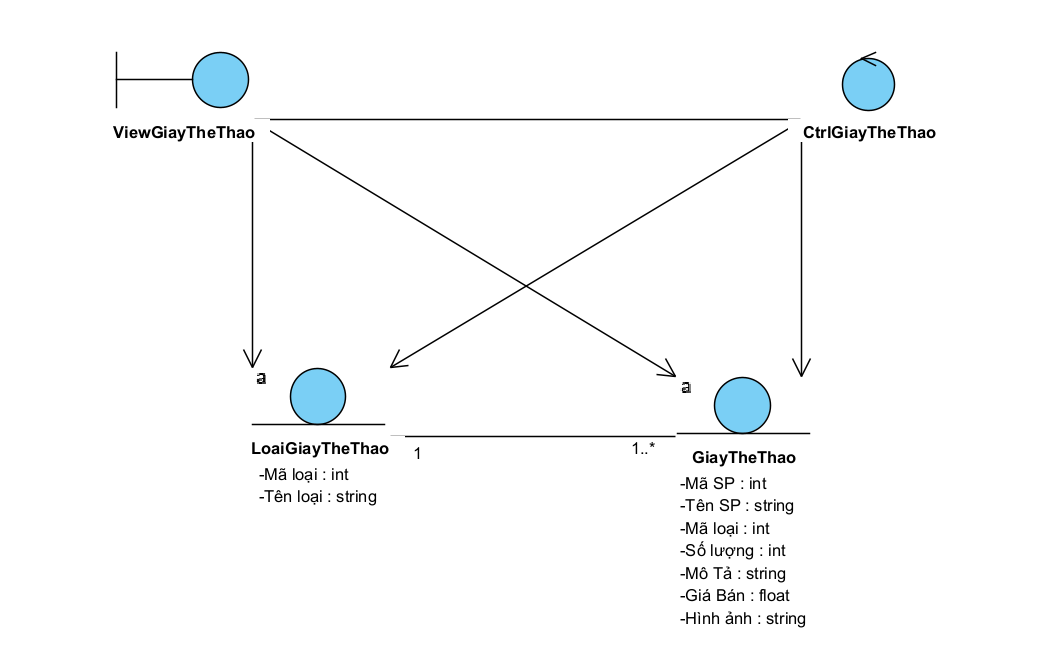 ViewGiayTheThao
CtrlGiayTheThao
a
a
LoaiGiayTheThao
-Mã loại : int
-Tên loại : string
1
1..*
GiayTheThao
-Mã SP : int
-Tên SP : string
-Mã loại : int
-Số lượng : int
-Mô Tả : string
-Giá Bán : float
-Hình ảnh : string